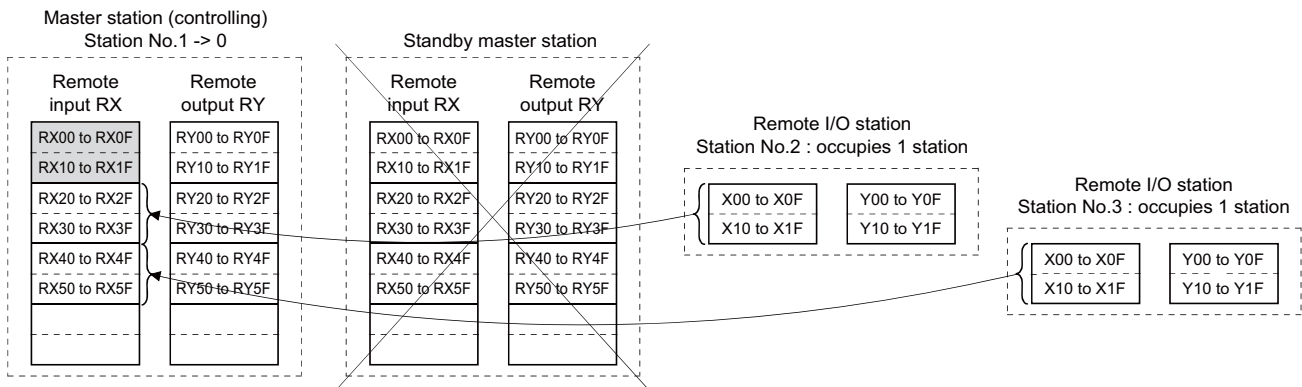 Master station (controlling)
Station No.1 -> 0
Remote
input RX
Remote
output RY
RX00 to RX0F
RY00 to RY0F
RX10 to RX1F
RY10 to RY1F
RX20 to RX2F
RY20 to RY2F
RX30 to RX3F
RY30 to RY3F
RX40 to RX4F
RY40 to RY4F
RX50 to RX5F
RY50 to RY5F
Standby master station
Remote
input RX
Remote
output RY
RX00 to RX0F
RY00 to RY0F
RX10 to RX1F
RY10 to RY1F
RX20 to RX2F
RY20 to RY2F
RX30 to RX3F
RY30 to RY3F
RX40 to RX4F
RY40 to RY4F
RX50 to RX5F
RY50 to RY5F
Remote I/O station
Station No.2 : occupies 1 station
X00 to X0F
Y00 to Y0F
X10 to X1F
Y10 to Y1F
Remote I/O station
Station No.3 : occupies 1 station
X00 to X0F
Y00 to Y0F
X10 to X1F
Y10 to Y1F